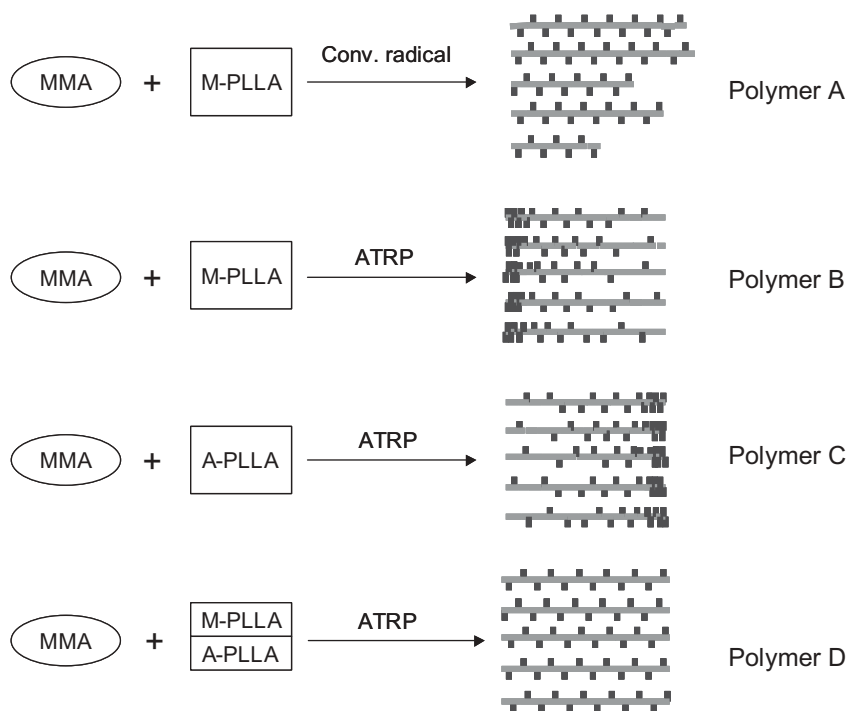 MMA + M-PLLA Conv. radical Polymer A
MMA + M-PLLA ATRP Polymer B
MMA + A-PLLA ATRP Polymer C
MMA + M-PLLA ATRP Polymer D
A-PLLA